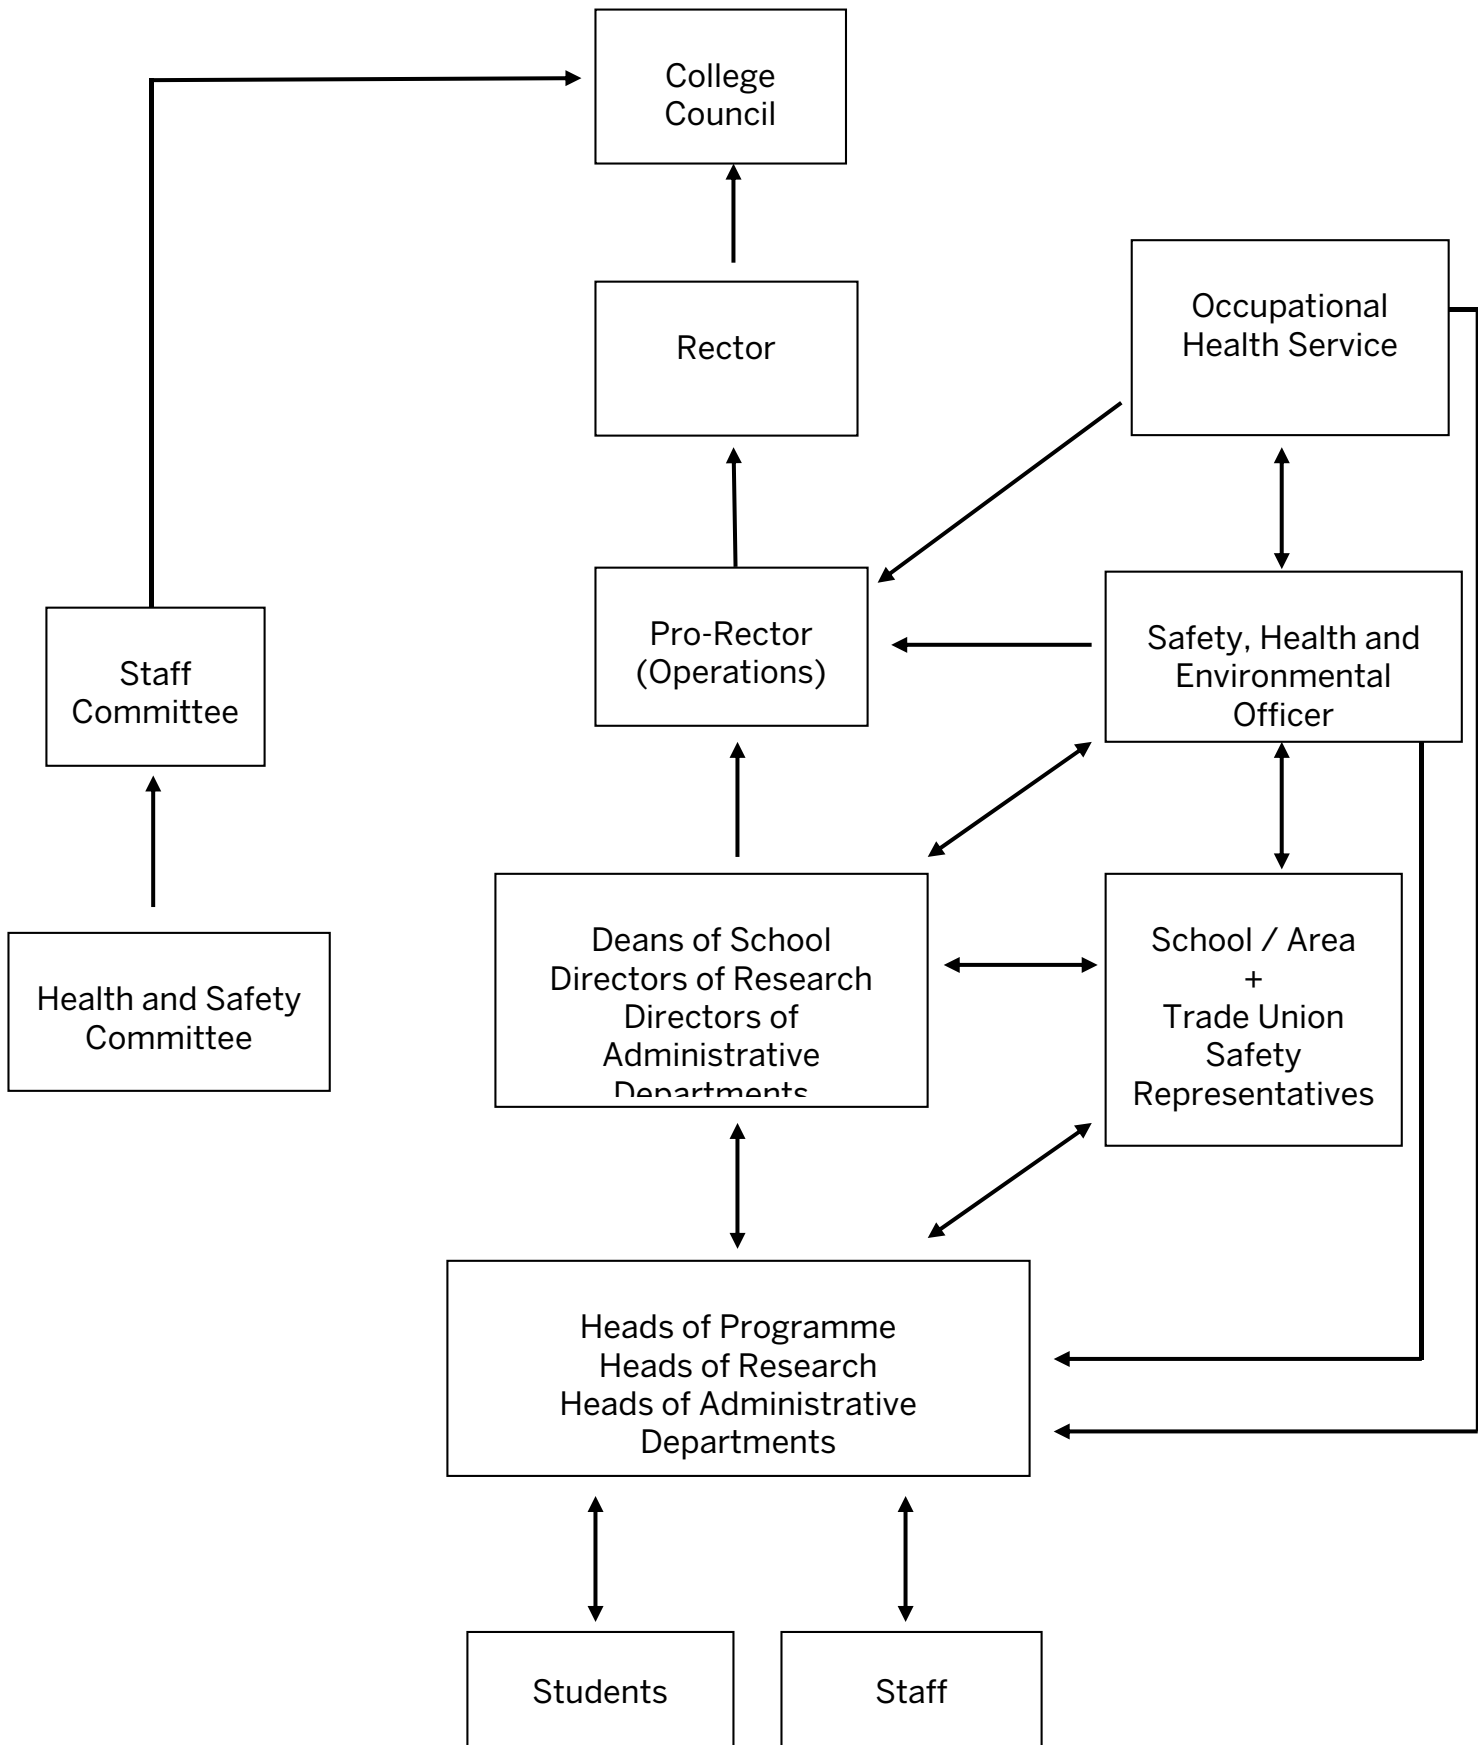 College
Council
Rector
Occupational
Health Service
Pro-Rector
(Operations)
Safety, Health and
Environmental
Officer
Staff
Committee
Health and Safety
Committee
Deans of School
Directors of Research
Directors of
Administrative
Departments
School / Area
+
Trade Union
Safety
Representatives
Heads of Programme
Heads of Research
Heads of Administrative
Departments
Students
Staff